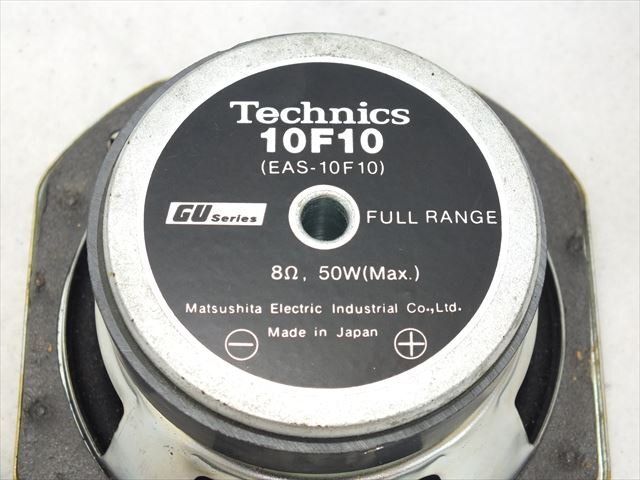 Technics
10F10
(EAS-10F10)
GU Series FULL RANGE
8Ω, 50W(Max.)
Matsushita Electric Industrial Co.,Ltd.
Made in Japan
− +